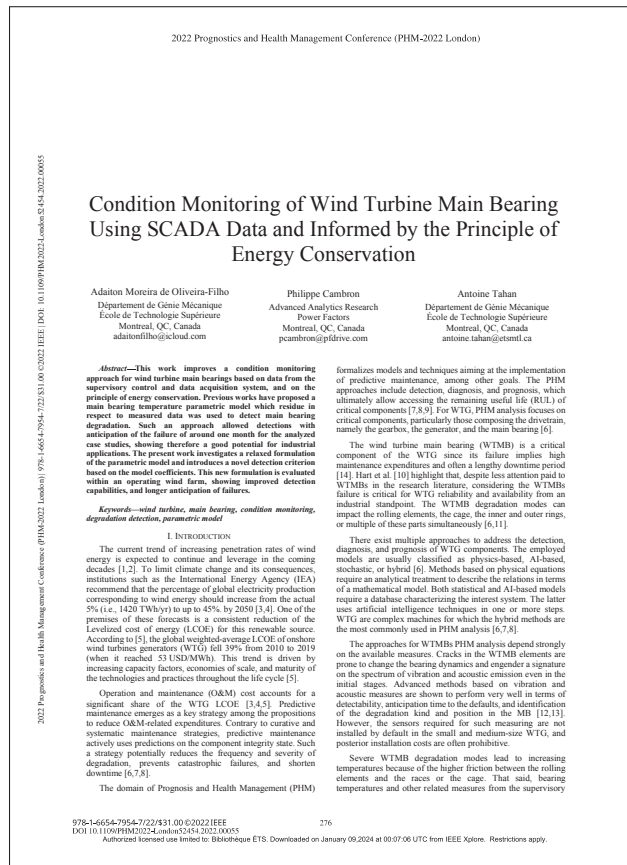 2022 Prognostics and Health Management Conference (PHM-2022 London)
2022 Prognostics and Health Management Conference (PHM-2022 London) | 978-1-6654-7954-7/22/$31.00 ©2022 IEEE | DOI: 10.1109/PHM2022-London52454.2022.00055
Condition Monitoring of Wind Turbine Main Bearing
Using SCADA Data and Informed by the Principle of
Energy Conservation
Adaiton Moreira de Oliveira-Filho
Département de Génie Mécanique
École de Technologie Supérieure
Montreal, QC, Canada
adaitonfilho@icloud.com
Philippe Cambron
Advanced Analytics Research
Power Factors
Montreal, QC, Canada
pcambron@pfdrive.com
Antoine Tahan
Département de Génie Mécanique
École de Technologie Supérieure
Montreal, QC, Canada
antoine.tahan@etsmtl.ca
Abstract—This work improves a condition monitoring
approach for wind turbine main bearings based on data from the
supervisory control and data acquisition system, and on the
principle of energy conservation. Previous works have proposed a
main bearing temperature parametric model which residue in
respect to measured data was used to detect main bearing
degradation. Such an approach allowed detections with
anticipation of the failure of around one month for the analyzed
case studies, showing therefore a good potential for industrial
applications. The present work investigates a relaxed formulation
of the parametric model and introduces a novel detection criterion
based on the model coefficients. This new formulation is evaluated
within an operating wind farm, showing improved detection
capabilities, and longer anticipation of failures.
Keywords—wind turbine, main bearing, condition monitoring,
degradation detection, parametric model
I. INTRODUCTION
The current trend of increasing penetration rates of wind
energy is expected to continue and leverage in the coming
decades [1,2]. To limit climate change and its consequences,
institutions such as the International Energy Agency (IEA)
recommend that the percentage of global electricity production
corresponding to wind energy should increase from the actual
5% (i.e., 1420 TWh/yr) to up to 45%. by 2050 [3,4]. One of the
premises of these forecasts is a consistent reduction of the
Levelized cost of energy (LCOE) for this renewable source.
According to [5], the global weighted-average LCOE of onshore
wind turbines generators (WTG) fell 39% from 2010 to 2019
(when it reached 53 USD/MWh). This trend is driven by
increasing capacity factors, economies of scale, and maturity of
the technologies and practices throughout the life cycle [5].
Operation and maintenance (O&M) cost accounts for a
significant share of the WTG LCOE [3,4,5]. Predictive
maintenance emerges as a key strategy among the propositions
to reduce O&M-related expenditures. Contrary to curative and
systematic maintenance strategies, predictive maintenance
actively uses predictions on the component integrity state. Such
a strategy potentially reduces the frequency and severity of
degradation, prevents catastrophic failures, and shorten
downtime [6,7,8].
The domain of Prognosis and Health Management (PHM)
formalizes models and techniques aiming at the implementation
of predictive maintenance, among other goals. The PHM
approaches include detection, diagnosis, and prognosis, which
ultimately allow accessing the remaining useful life (RUL) of
critical components [7,8,9]. For WTG, PHM analysis focuses on
critical components, particularly those composing the drivetrain,
namely the gearbox, the generator, and the main bearing [6].
The wind turbine main bearing (WTMB) is a critical
component of the WTG since its failure implies high
maintenance expenditures and often a lengthy downtime period
[14]. Hart et al. [10] highlight that, despite less attention paid to
WTMBs in the research literature, considering the WTMBs
failure is critical for WTG reliability and availability from an
industrial standpoint. The WTMB degradation modes can
impact the rolling elements, the cage, the inner and outer rings,
or multiple of these parts simultaneously [6,11].
There exist multiple approaches to address the detection,
diagnosis, and prognosis of WTG components. The employed
models are usually classified as physics-based, AI-based,
stochastic, or hybrid [6]. Methods based on physical equations
require an analytical treatment to describe the relations in terms
of a mathematical model. Both statistical and AI-based models
require a database characterizing the interest system. The latter
uses artificial intelligence techniques in one or more steps.
WTG are complex machines for which the hybrid methods are
the most commonly used in PHM analysis [6,7,8].
The approaches for WTMBs PHM analysis depend strongly
on the available measures. Cracks in the WTMB elements are
prone to change the bearing dynamics and engender a signature
on the spectrum of vibration and acoustic emission even in the
initial stages. Advanced methods based on vibration and
acoustic measures are shown to perform very well in terms of
detectability, anticipation time to the defaults, and identification
of the degradation kind and position in the MB [12,13].
However, the sensors required for such measuring are not
installed by default in the small and medium-size WTG, and
posterior installation costs are often prohibitive.
Severe WTMB degradation modes lead to increasing
temperatures because of the higher friction between the rolling
elements and the races or the cage. That said, bearing
temperatures and other related measures from the supervisory
978-1-6654-7954-7/22/$31.00 ©2022 IEEE
DOI 10.1109/PHM2022-London52454.2022.00055
276
Authorized licensed use limited to: Bibliothèque ÉTS. Downloaded on January 09,2024 at 00:07:06 UTC from IEEE Xplore. Restrictions apply.